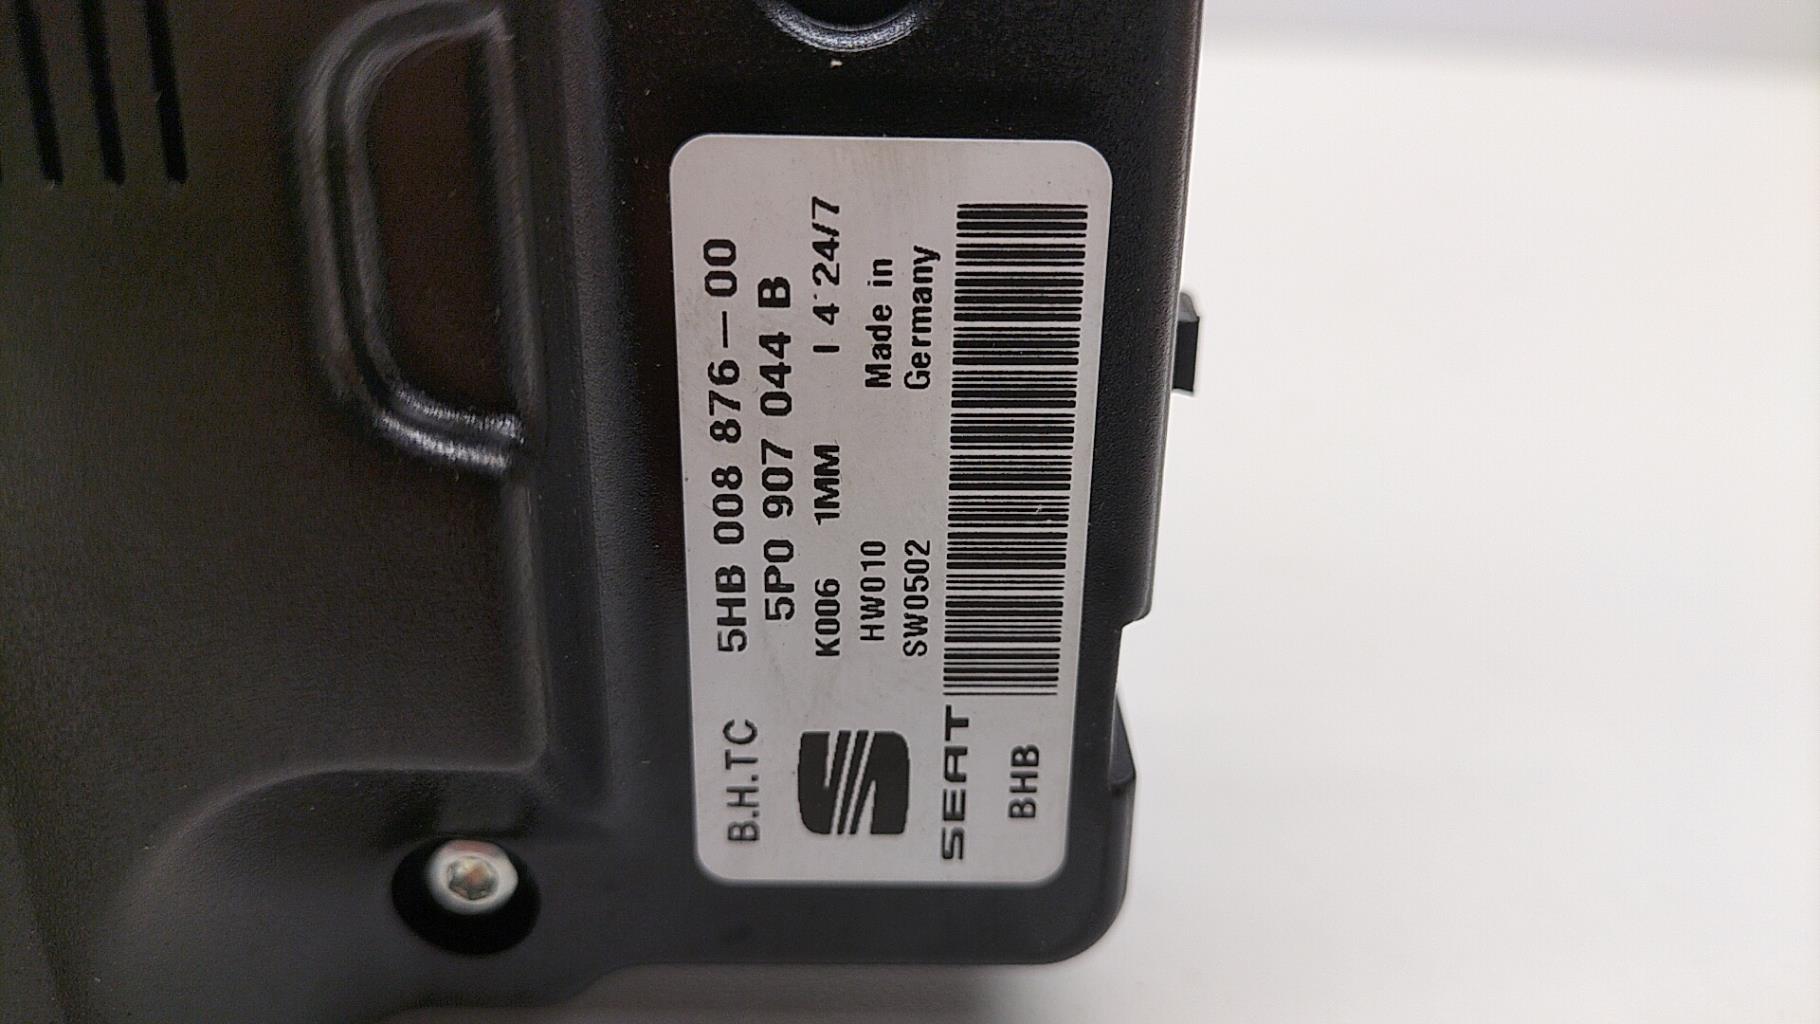 B.H.TC 5HB 008 876-00
5P0 907 044 B
K006 1MM I 4 24/7
HW010 Made in
SW0502 Germany
SEAT
BHB